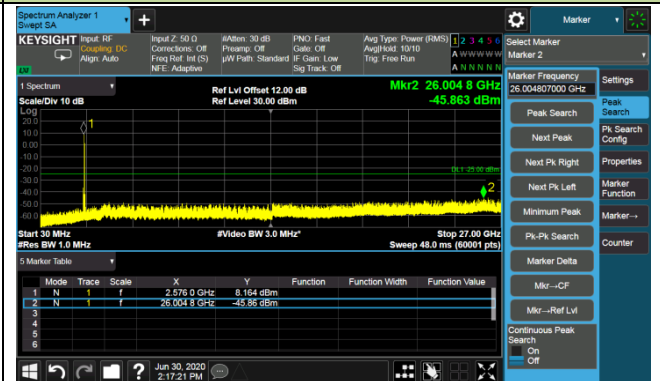 Spectrum Analyzer 1
Swept SA
KEYSIGHT
Input: RF
Coupling: DC
Align: Auto
Input Z: 50 Ω
Corrections: Off
Freq Ref: Int (S)
NFE: Adaptive
#Atten: 30 dB
Preamp: Off
µW Path: Standard
PNO: Fast
Gate: Off
IF Gain: Low
Sig Track: Off
Avg Type: Power (RMS)
Avg|Hold: 10/10
Trig: Free Run
1 2 3 4 5 6
A W W W W W
A N N N N N
1 Spectrum
Scale/Div 10 dB
Ref Lvl Offset 12.00 dB
Ref Level 30.00 dBm
Mkr2 26.004 8 GHz
-45.863 dBm
Log
20.0
10.0
0.00
-10.0
-20.0
-30.0
-40.0
-50.0
-60.0
1
DL1 -25.00 dBm
2
Start 30 MHz
#Res BW 1.0 MHz
#Video BW 3.0 MHz*
Stop 27.00 GHz
Sweep 48.0 ms (60001 pts)
5 Marker Table
Mode Trace Scale X Y Function Function Width Function Value
1 N 1 f 2.576 0 GHz 8.164 dBm
2 N 1 f 26.004 8 GHz -45.86 dBm
3
4
5
6
Jun 30, 2020
2:17:21 PM
Marker
Select Marker
Marker 2
Marker Frequency
26.004807000 GHz
Peak Search
Next Peak
Next Pk Right
Next Pk Left
Minimum Peak
Pk-Pk Search
Marker Delta
Mkr→CF
Mkr→Ref Lvl
Continuous Peak
Search
On
Off
Settings
Peak
Search
Pk Search
Config
Properties
Marker
Function
Marker→
Counter